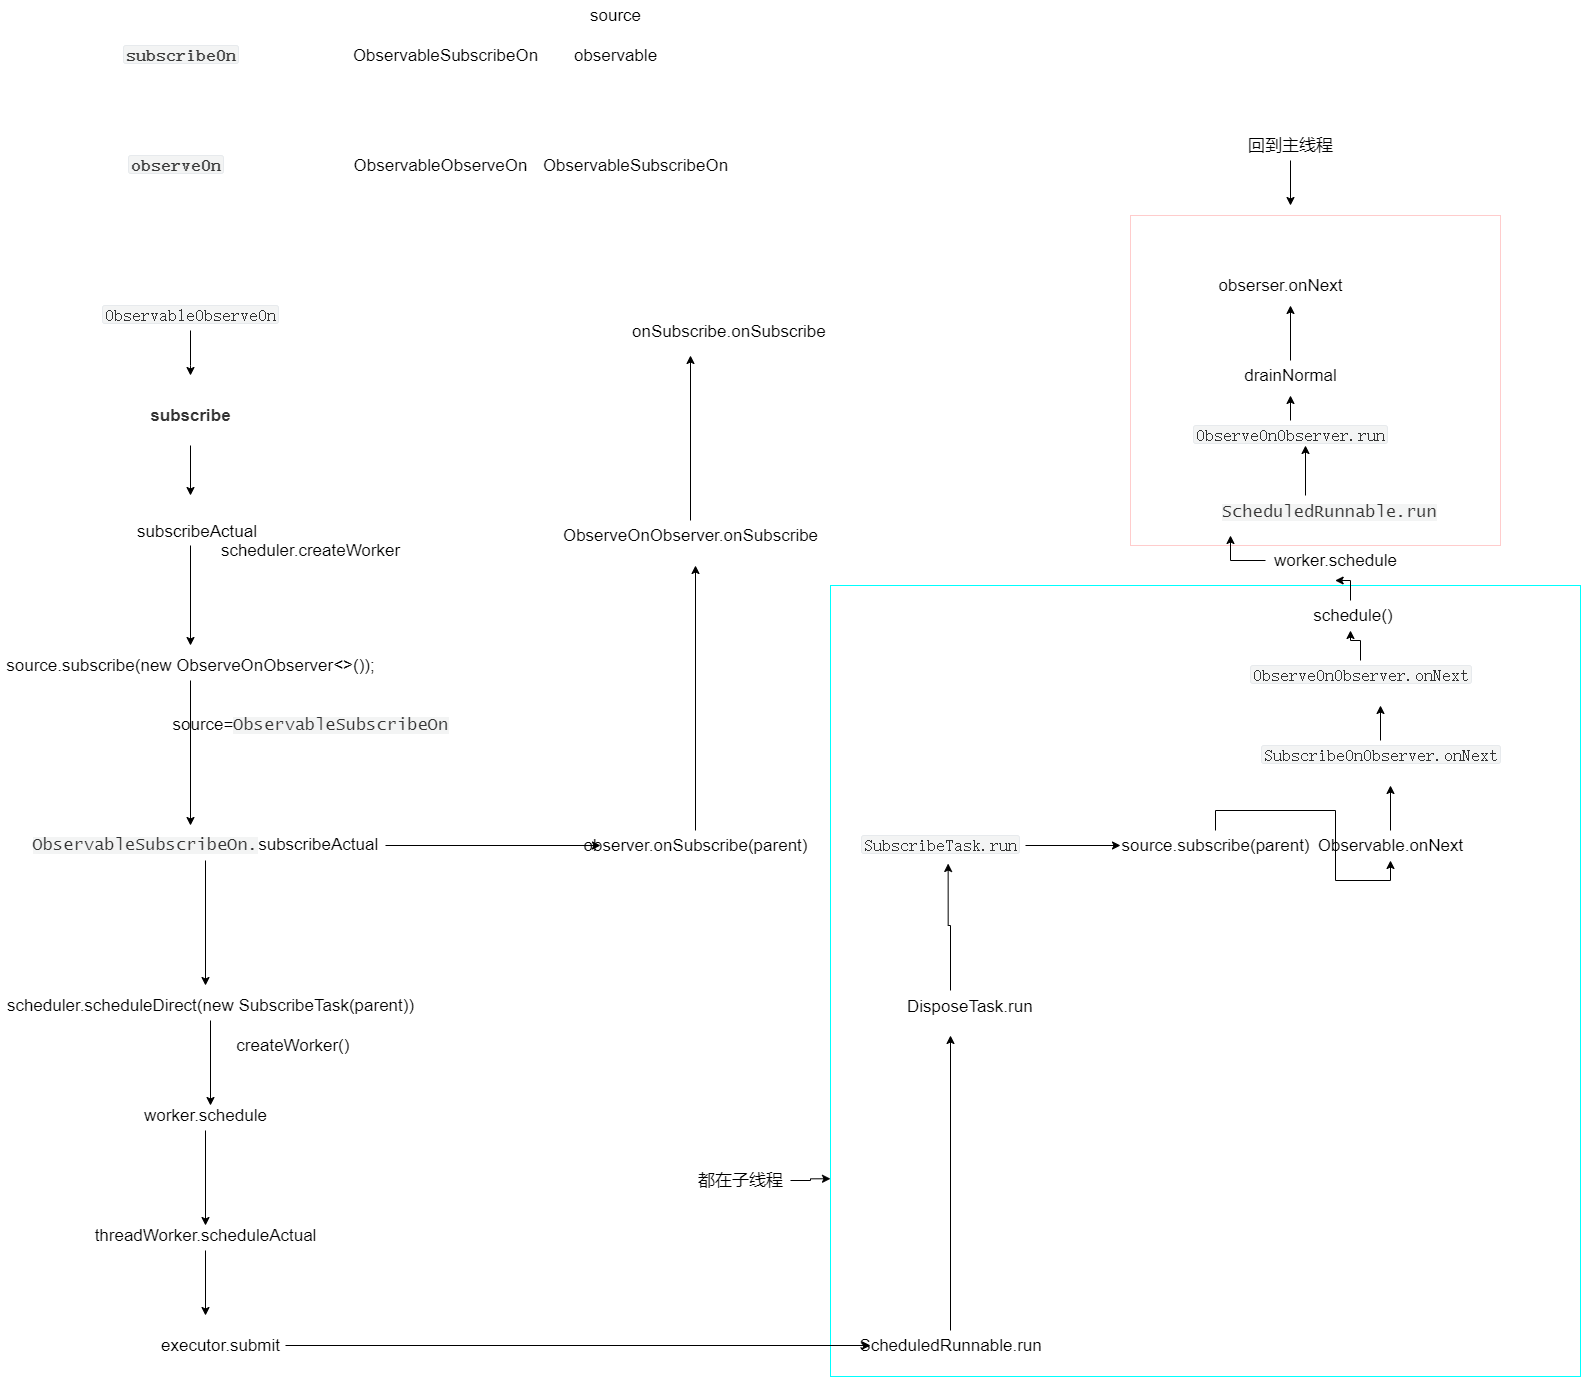 source
subscribeOn ObservableSubscribeOn observable
回到主线程
observeOn ObservableObserveOn ObservableSubscribeOn
obserser.onNext
ObservableObserveOn
onSubscribe.onSubscribe
drainNormal
subscribe
ObserveOnObserver.run
ScheduledRunnable.run
subscribeActual
ObserveOnObserver.onSubscribe
scheduler.createWorker
worker.schedule
schedule()
source.subscribe(new ObserveOnObserver<>());
ObserveOnObserver.onNext
source=ObservableSubscribeOn
SubscribeOnObserver.onNext
ObservableSubscribeOn.subscribeActual
observer.onSubscribe(parent)
SubscribeTask.run
source.subscribe(parent)
Observable.onNext
scheduler.scheduleDirect(new SubscribeTask(parent))
DisposeTask.run
createWorker()
worker.schedule
都在子线程
threadWorker.scheduleActual
executor.submit
ScheduledRunnable.run